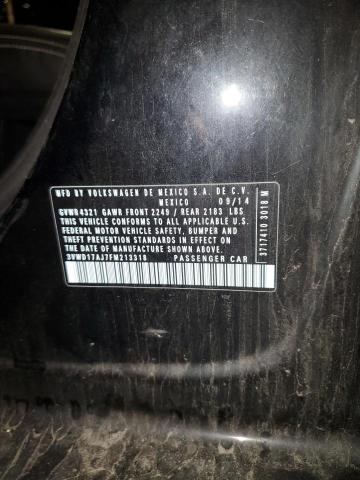 MFD BY VOLKSWAGEN DE MEXICO S.A. DE C.V.
MEXICO 09/14
GVWR 4321 GAWR FRONT 2249 / REAR 2183 LBS
THIS VEHICLE CONFORMS TO ALL APPLICABLE U.S.
FEDERAL MOTOR VEHICLE SAFETY, BUMPER, AND
THEFT PREVENTION STANDARDS IN EFFECT ON
THE DATE OF MANUFACTURE SHOWN ABOVE.
3VWD17AJ7FM213318 PASSENGER CAR
3717410 3018 M